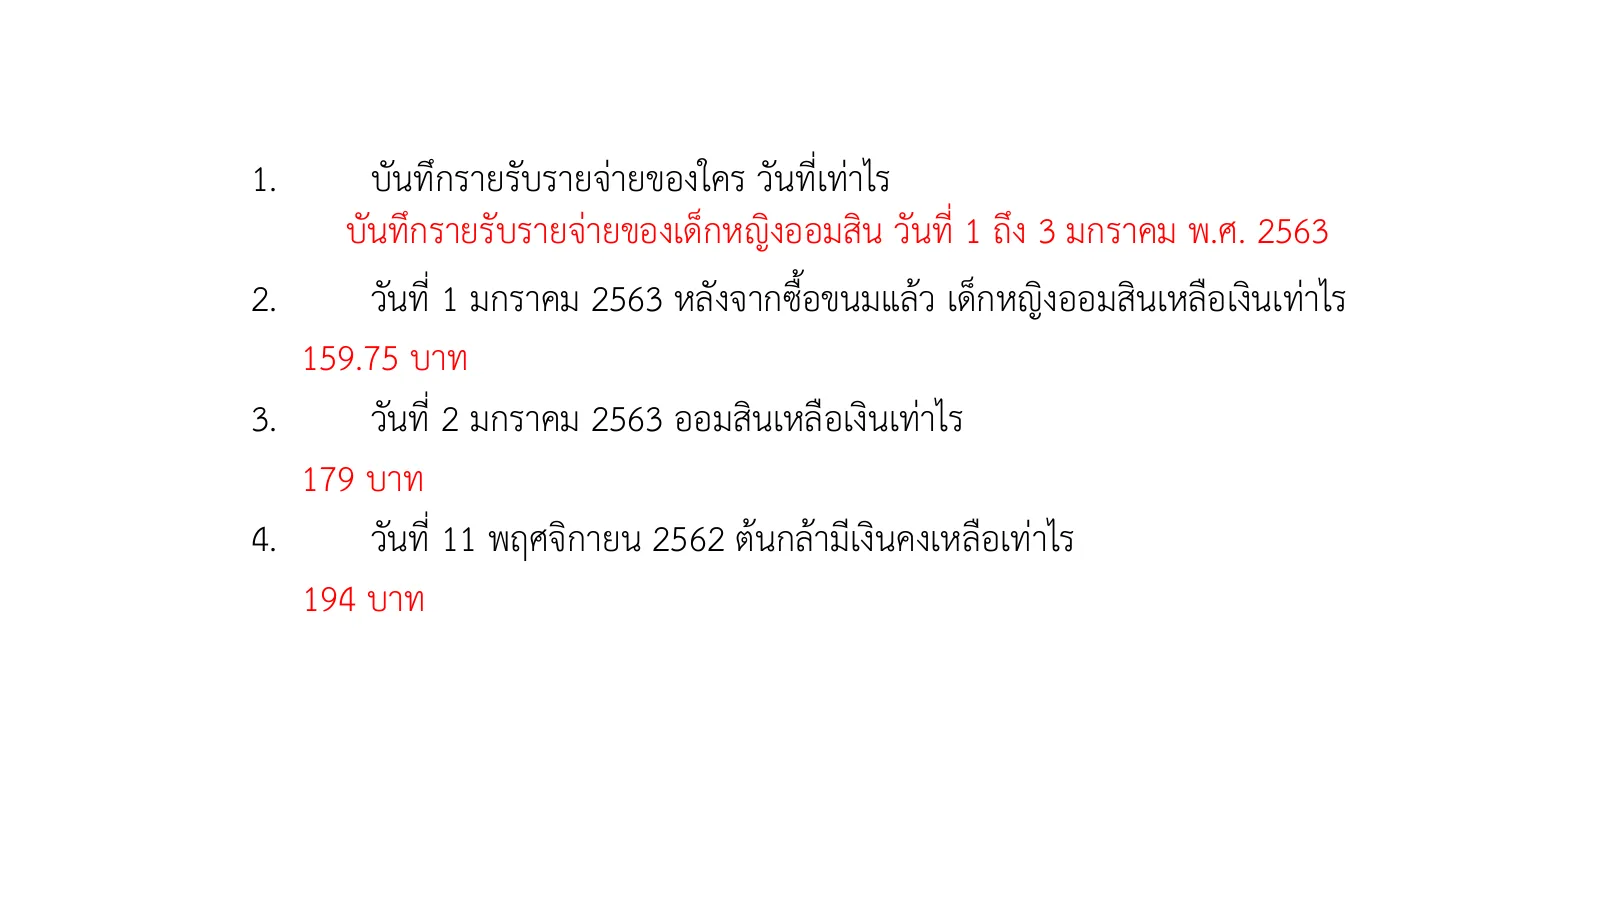 1. บันทึกรายรับรายจ่ายของใคร วันที่เท่าไร
บันทึกรายรับรายจ่ายของเด็กหญิงออมสิน วันที่ 1 ถึง 3 มกราคม พ.ศ. 2563
2. วันที่ 1 มกราคม 2563 หลังจากซื้อขนมแล้ว เด็กหญิงออมสินเหลือเงินเท่าไร
159.75 บาท
3. วันที่ 2 มกราคม 2563 ออมสินเหลือเงินเท่าไร
179 บาท
4. วันที่ 11 พฤศจิกายน 2562 ต้นกล้ามีเงินคงเหลือเท่าไร
194 บาท